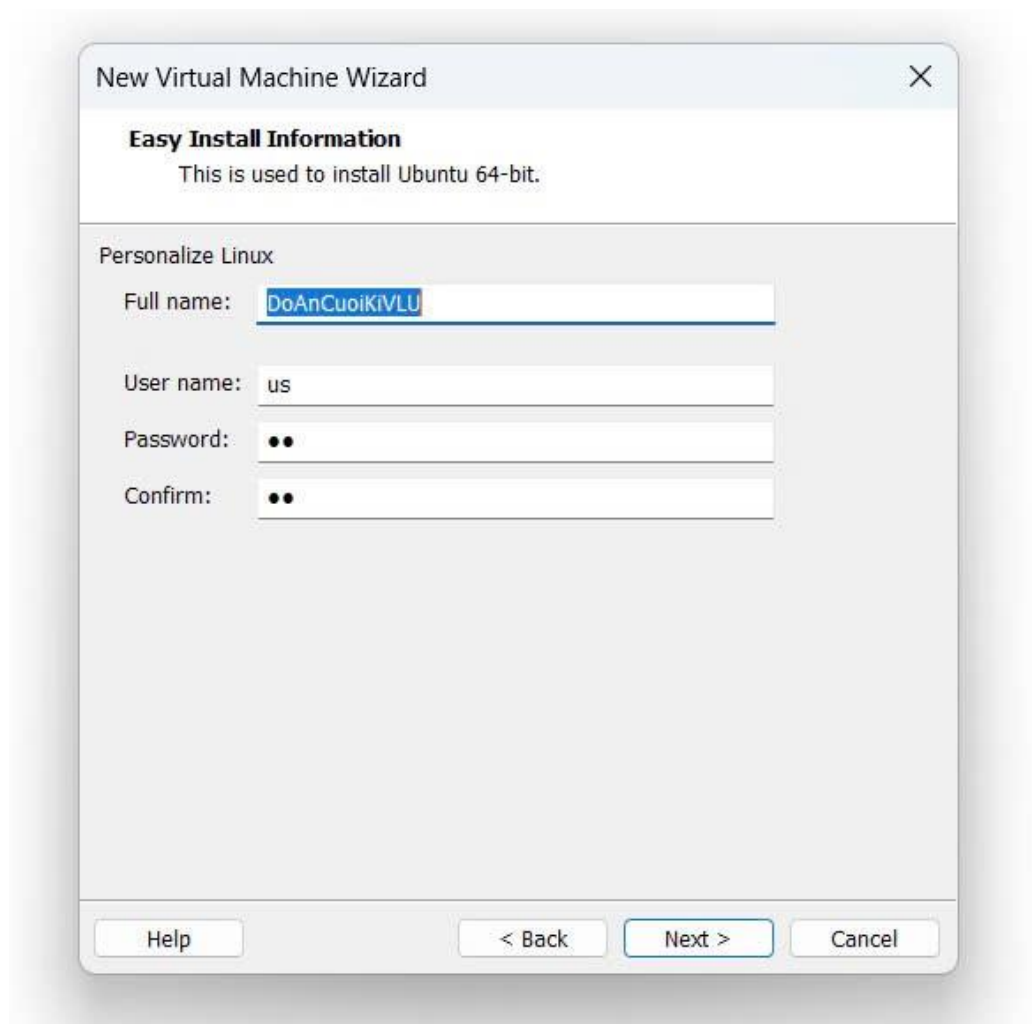 New Virtual Machine Wizard
Easy Install Information
This is used to install Ubuntu 64-bit.
Personalize Linux
Full name: DoAnCuoiKiVLU
User name: us
Password: ●●
Confirm: ●●
Help < Back Next > Cancel